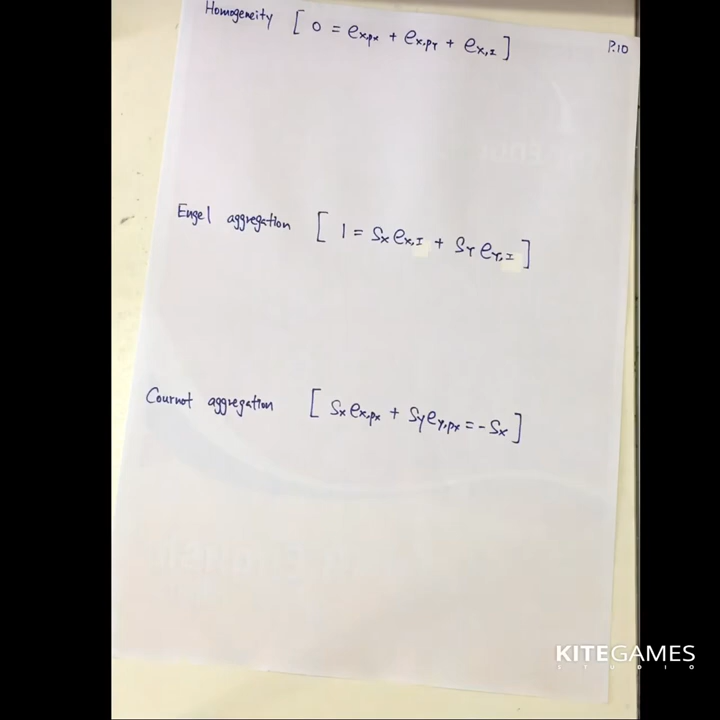 Homogeneity [ 0 = ex,px + ex,py + ex,I ]
P.10
Engel aggregation [ 1 = Sx ex,I + SY eY,I ]
Cournot aggregation [ Sx ex,px + Sy ey,px = - Sx ]
KITEGAMES
STUDIO